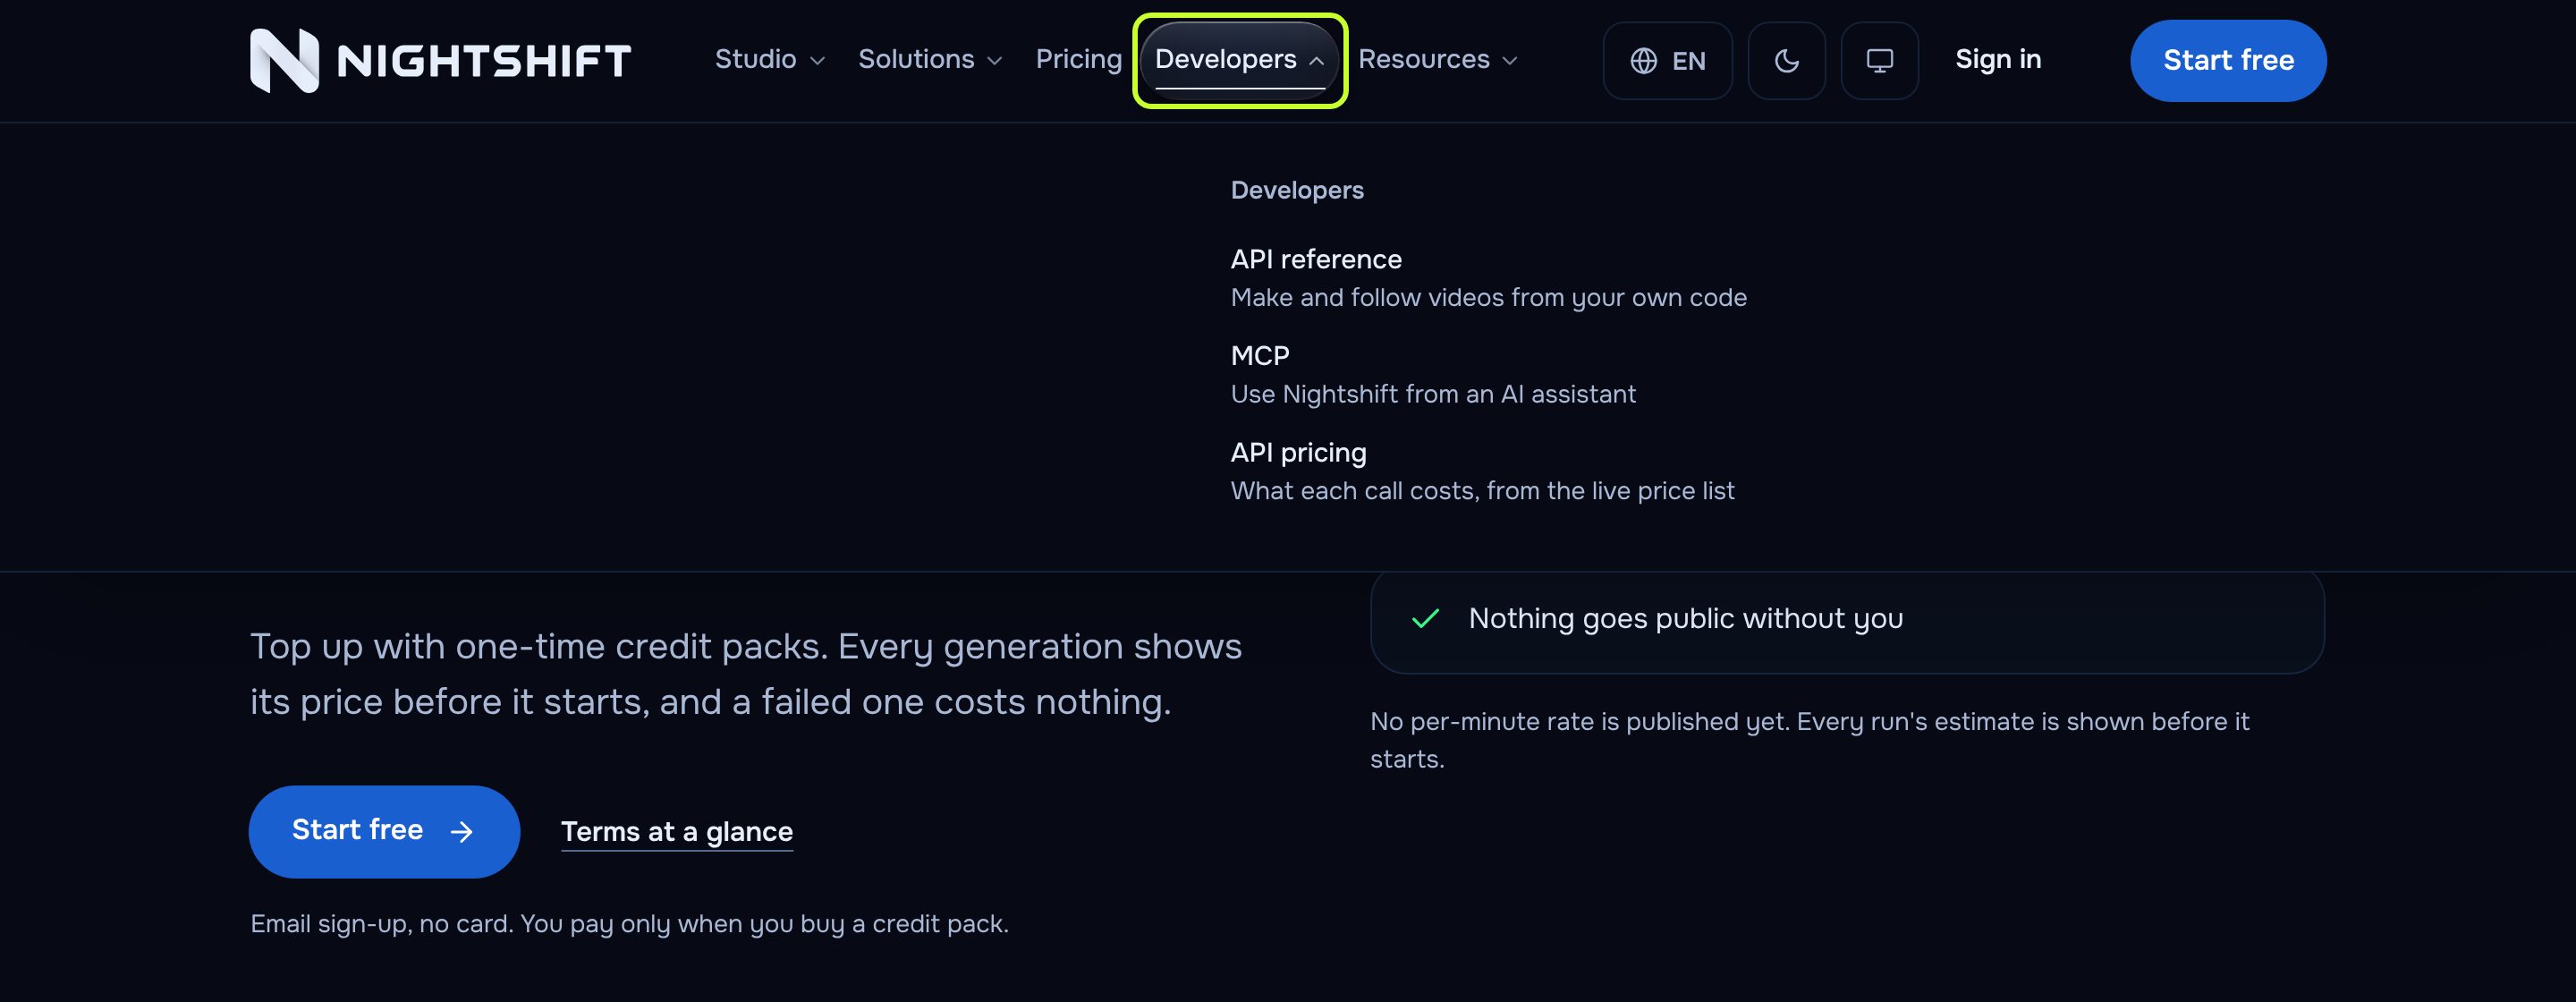 NIGHTSHIFT
Studio
Solutions
Pricing
Developers
Resources
EN
Sign in
Start free
Developers
API reference
Make and follow videos from your own code
MCP
Use Nightshift from an AI assistant
API pricing
What each call costs, from the live price list
Top up with one-time credit packs. Every generation shows
its price before it starts, and a failed one costs nothing.
Start free
Terms at a glance
Email sign-up, no card. You pay only when you buy a credit pack.
Nothing goes public without you
No per-minute rate is published yet. Every run's estimate is shown before it
starts.